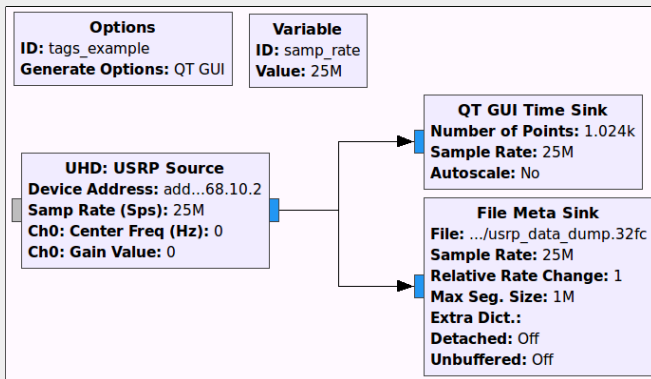 Options
ID: tags_example
Generate Options: QT GUI
Variable
ID: samp_rate
Value: 25M
UHD: USRP Source
Device Address: add...68.10.2
Samp Rate (Sps): 25M
Ch0: Center Freq (Hz): 0
Ch0: Gain Value: 0
QT GUI Time Sink
Number of Points: 1.024k
Sample Rate: 25M
Autoscale: No
File Meta Sink
File: .../usrp_data_dump.32fc
Sample Rate: 25M
Relative Rate Change: 1
Max Seg. Size: 1M
Extra Dict.:
Detached: Off
Unbuffered: Off